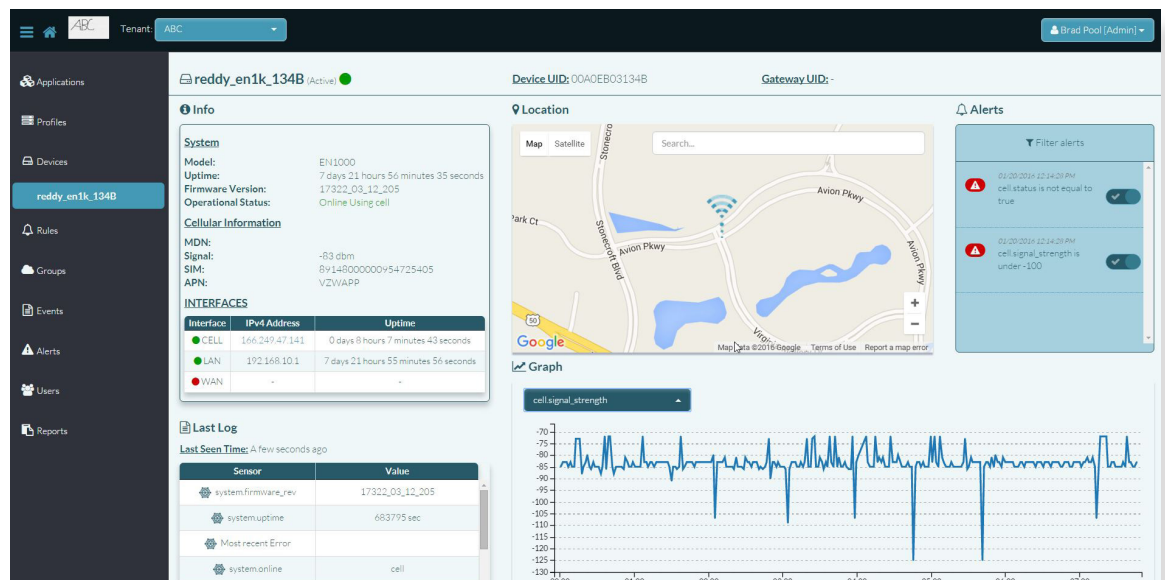 ABC
Tenant:
ABC
Brad Pool [Admin]
Applications
Profiles
Devices
reddy_en1k_134B
Rules
Groups
Events
Alerts
Users
Reports
reddy_en1k_134B (Active)
Device UID: 00A0EB03134B
Gateway UID: -
Info
System
Model: EN1000
Uptime: 7 days 21 hours 56 minutes 35 seconds
Firmware Version: 17322_03_12_205
Operational Status: Online Using cell
Cellular Information
MDN:
Signal: -83 dbm
SIM: 89148000000954725405
APN: VZWAPP
INTERFACES
Interface IPv4 Address Uptime
CELL 166.249.47.141 0 days 8 hours 7 minutes 43 seconds
LAN 192.168.10.1 7 days 21 hours 55 minutes 56 seconds
WAN - -
Last Log
Last Seen Time: A few seconds ago
Sensor Value
system.firmware_rev 17322_03_12_205
system.uptime 683795 sec
Most recent Error
system.online cell
Location
Map Satellite
Search...
Stonecro
Avion Pkwy
Park Ct
Stonecroft Blvd
Avion Pkwy
Avion Pkwy
50
+
−
Google
Map Data ©2016 Google Terms of Use Report a map error
Alerts
Filter alerts
01/20/2016 12:14:29 PM
cell.status is not equal to
true
01/20/2016 12:14:29 PM
cell.signal_strength is
under -100
Graph
cell.signal_strength
-70
-75
-80
-85
-90
-95
-100
-105
-110
-115
-120
-125
-130